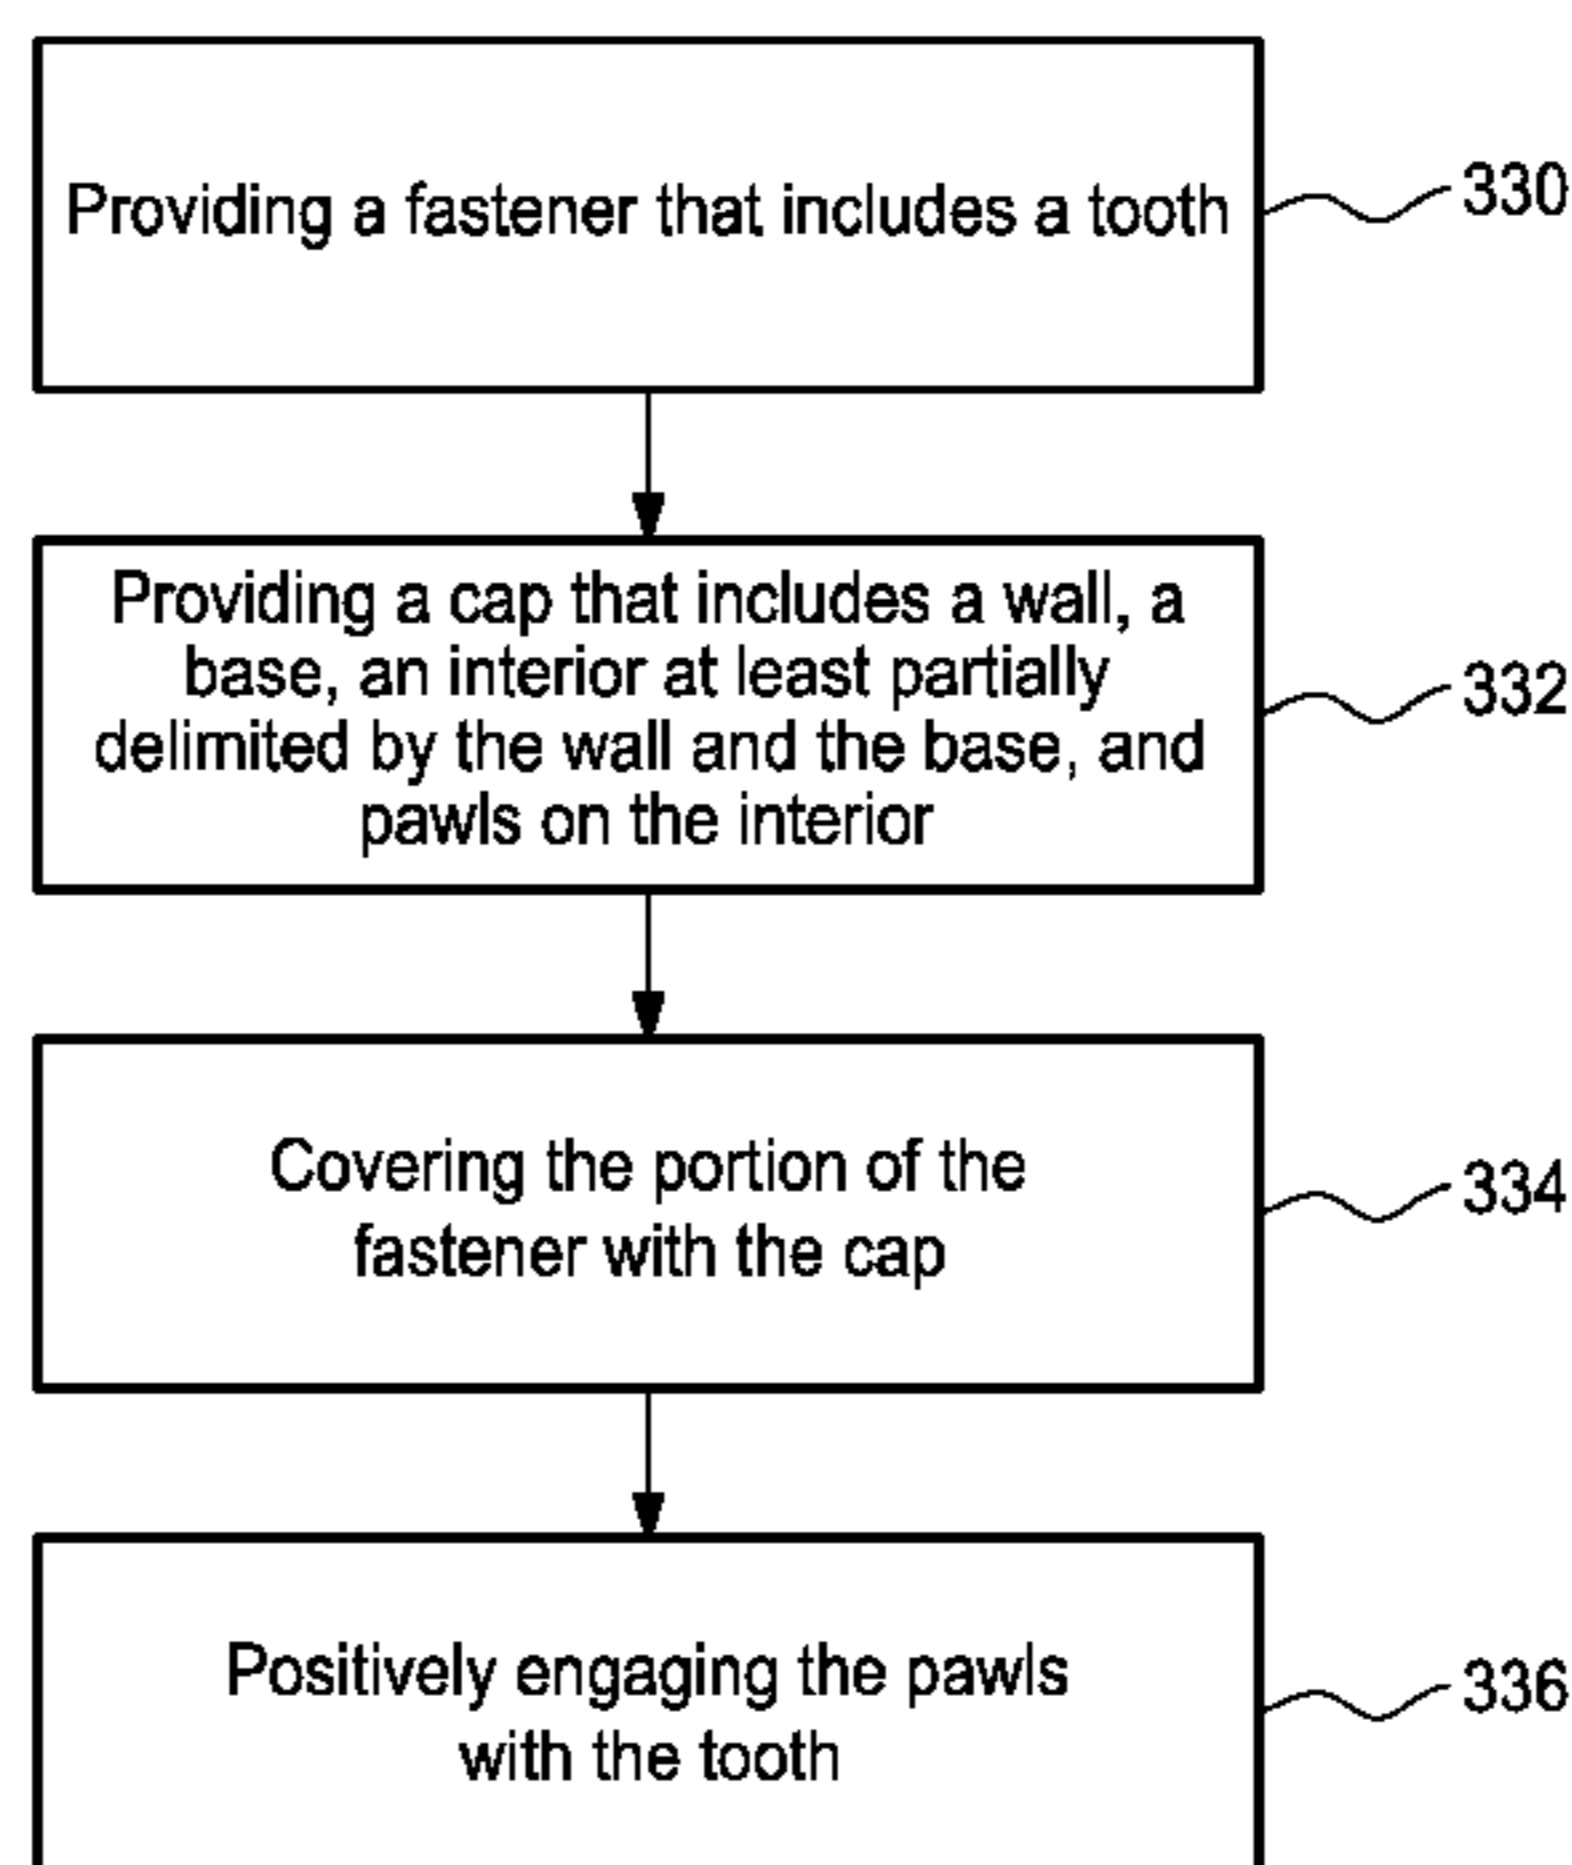 Providing a fastener that includes a tooth
330
Providing a cap that includes a wall, a
base, an interior at least partially
delimited by the wall and the base, and
pawls on the interior
332
Covering the portion of the
fastener with the cap
334
Positively engaging the pawls
with the tooth
336